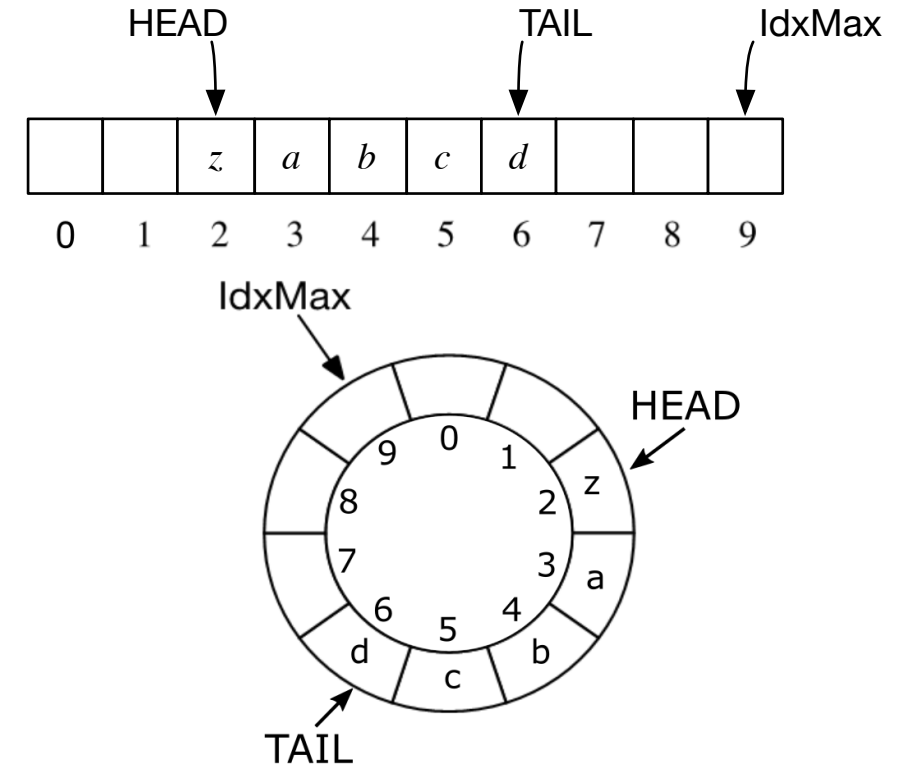 HEAD TAIL IdxMax
z a b c d
0 1 2 3 4 5 6 7 8 9
IdxMax
HEAD
0
9 1
z
8 2
7 3 a
6 4
5
d b
c
TAIL